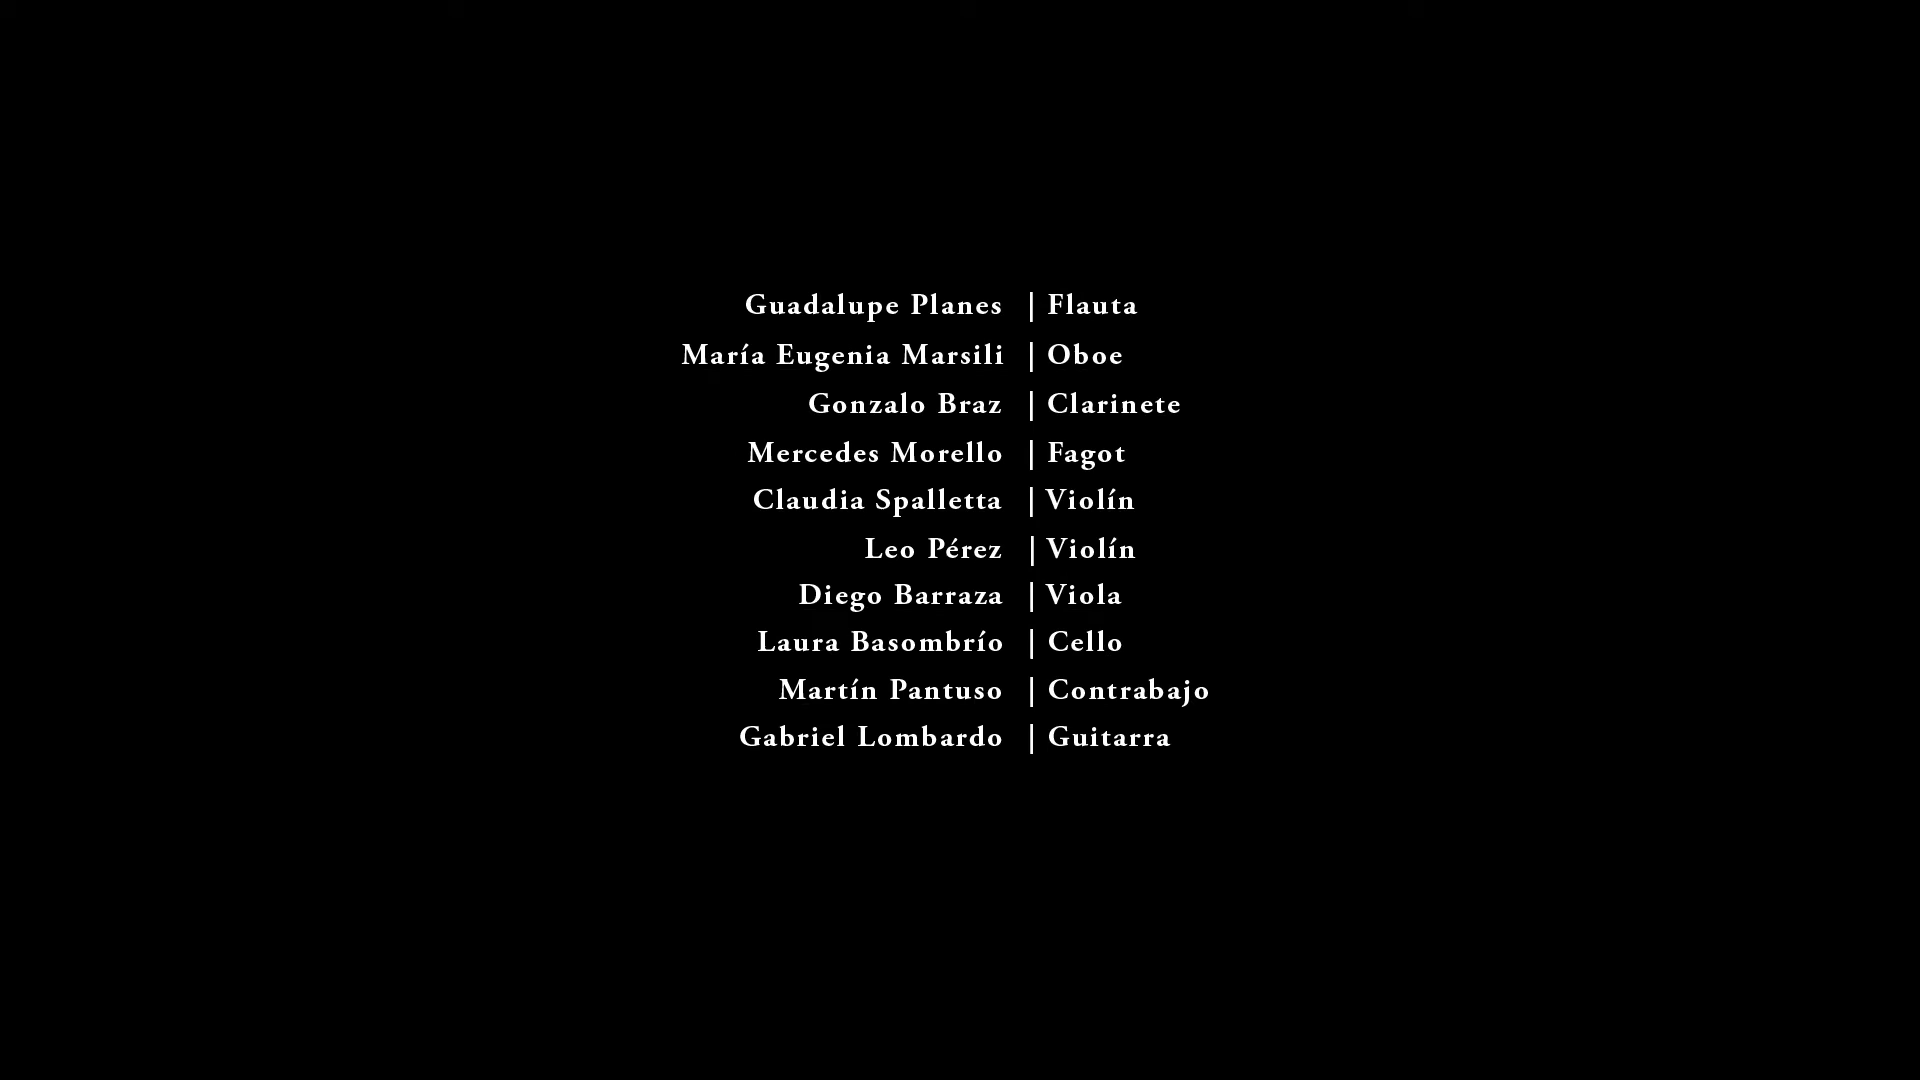 Guadalupe Planes | Flauta
María Eugenia Marsili | Oboe
Gonzalo Braz | Clarinete
Mercedes Morello | Fagot
Claudia Spalletta | Violín
Leo Pérez | Violín
Diego Barraza | Viola
Laura Basombrío | Cello
Martín Pantuso | Contrabajo
Gabriel Lombardo | Guitarra